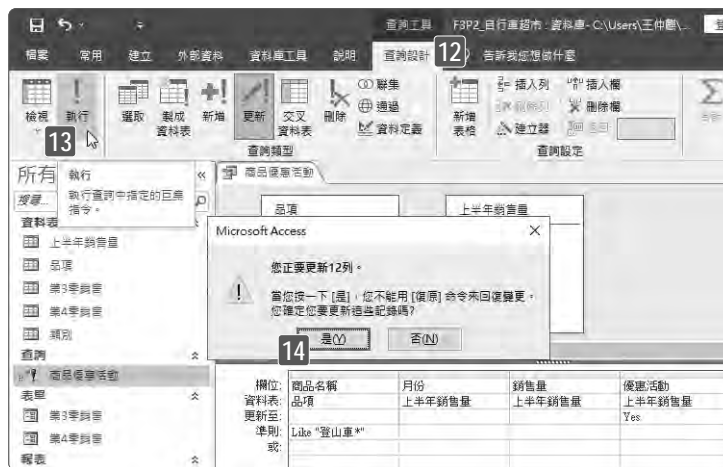 查詢工具 F3P2_自行車超市 : 資料庫- C:\Users\王仲麒\...
檔案 常用 建立 外部資料 資料庫工具 說明 查詢設計 12 告訴我您想做什麼
檢視 執行 選取 製成資料表 新增 更新 交叉資料表 刪除 聯集 通過 資料定義 新增表格 插入列 刪除列 建立器 插入欄 刪除欄
13
查詢類型 查詢設定
所有 執行 商品優惠活動
搜尋... 執行查詢中指定的巨集指令。
資料表
上半年銷售量
品項
第3季銷售
第4季銷售
類別
查詢
商品優惠活動
表單
第3季銷售
第4季銷售
報表
品項 上半年銷售量
Microsoft Access
您正要更新12列。
當您按一下 [是],您不能用 [復原] 命令來回復變更。
您確定您要更新這些記錄嗎?
14 是(Y) 否(N)
欄位: 商品名稱 月份 銷售量 優惠活動
資料表: 品項 上半年銷售量 上半年銷售量 上半年銷售量
更新至: Yes
準則: Like "登山車*"
或: